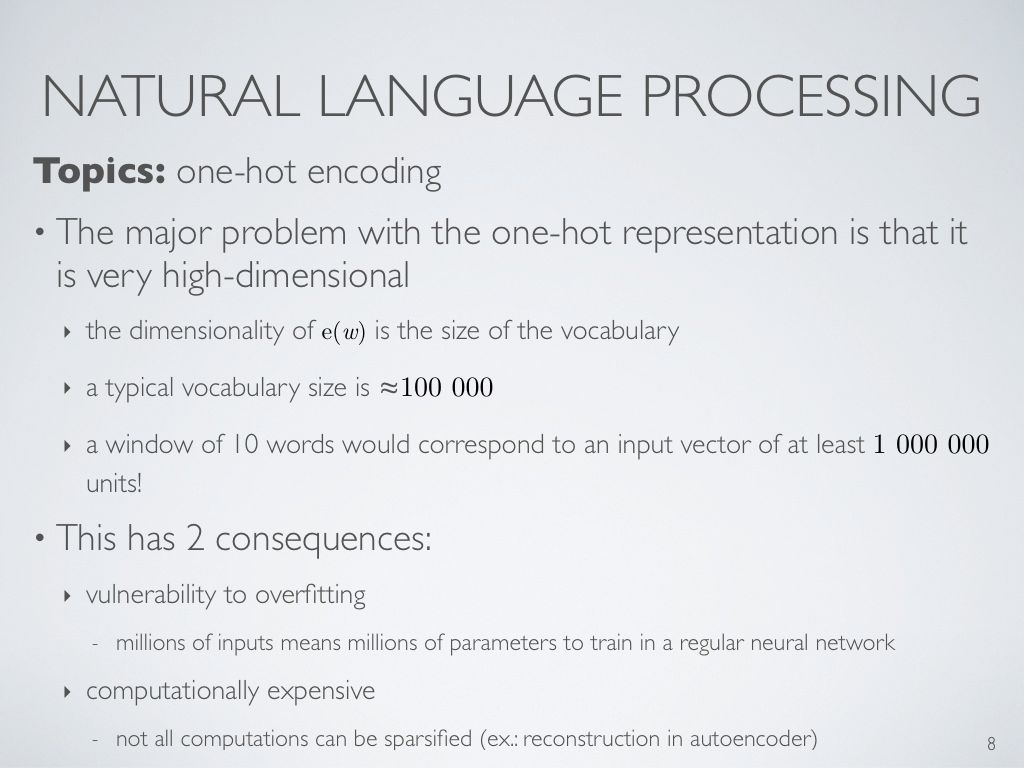 NATURAL LANGUAGE PROCESSING
Topics: one-hot encoding
• The major problem with the one-hot representation is that it
is very high-dimensional
‣ the dimensionality of e(w) is the size of the vocabulary
‣ a typical vocabulary size is ≈100 000
‣ a window of 10 words would correspond to an input vector of at least 1 000 000
units!
• This has 2 consequences:
‣ vulnerability to overfitting
- millions of inputs means millions of parameters to train in a regular neural network
‣ computationally expensive
- not all computations can be sparsified (ex.: reconstruction in autoencoder)
8